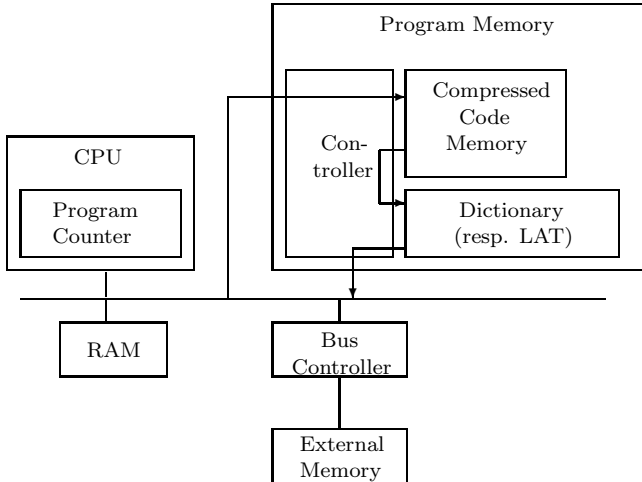 Program Memory
Compressed
Code
Memory
Con-
troller
CPU
Program
Counter
Dictionary
(resp. LAT)
RAM
Bus
Controller
External
Memory